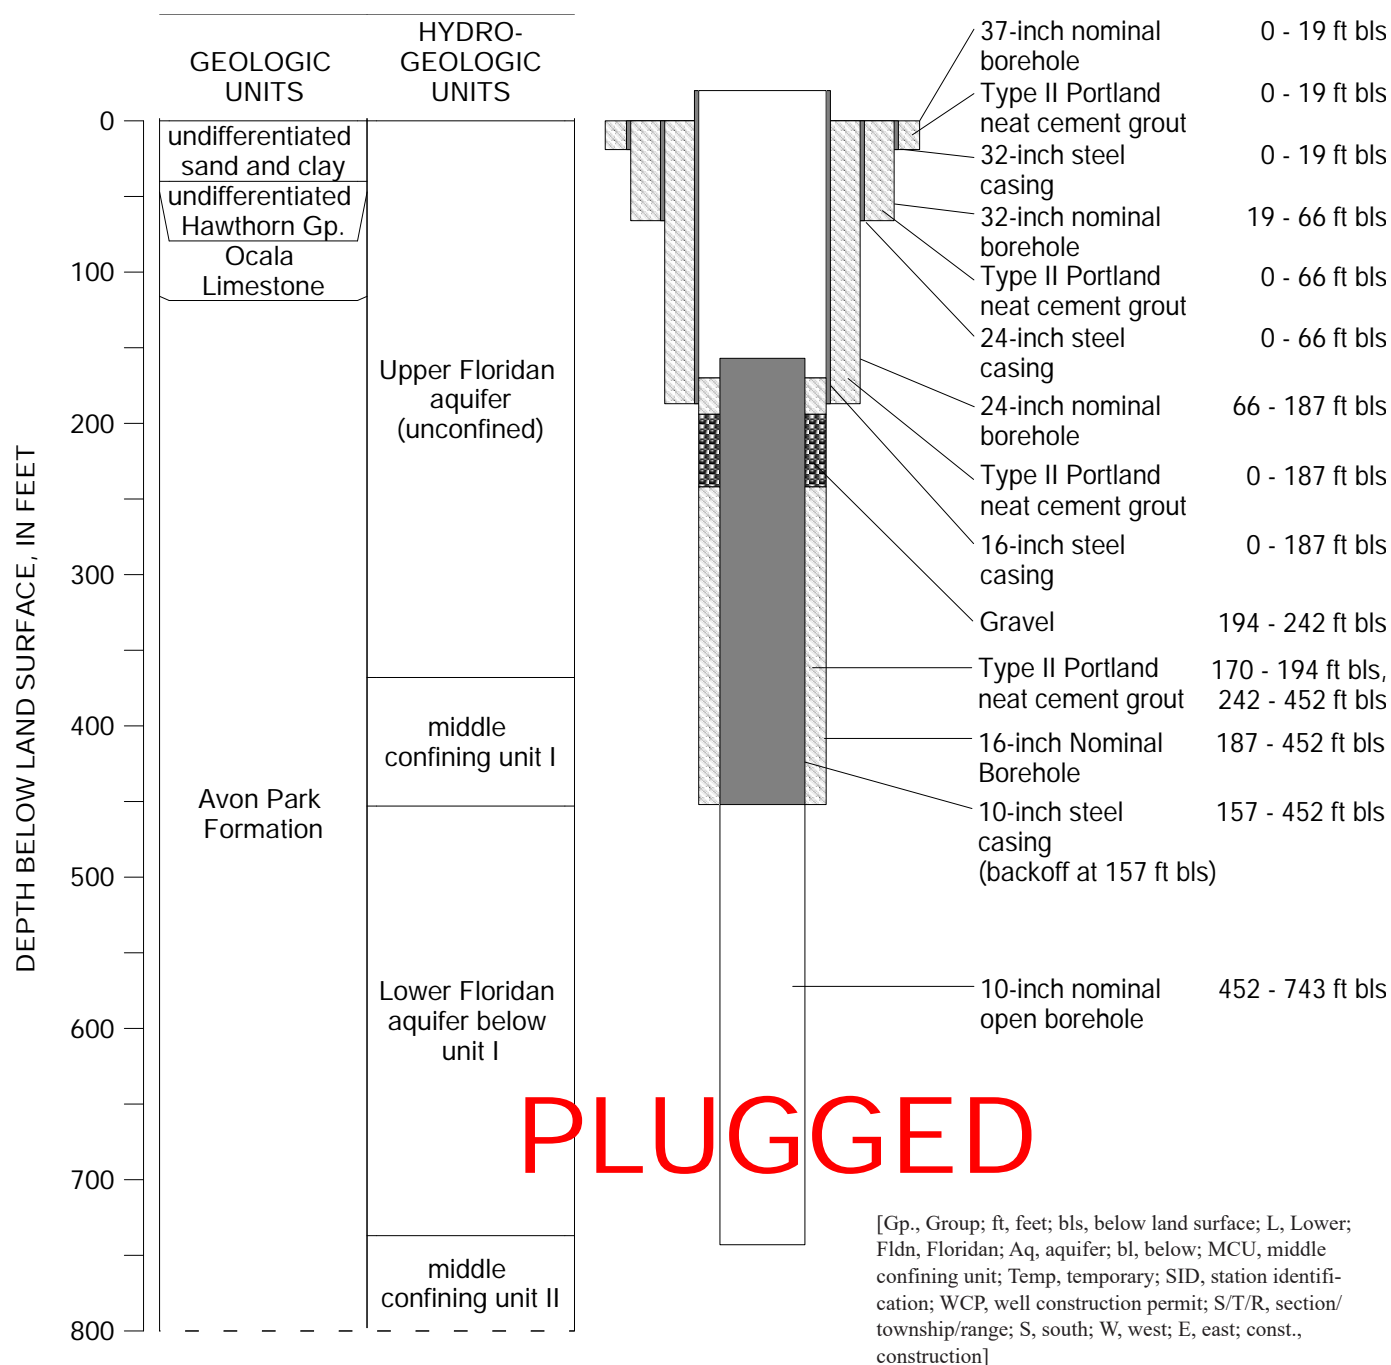 GEOLOGIC
UNITS
HYDRO-
GEOLOGIC
UNITS
DEPTH BELOW LAND SURFACE, IN FEET
0
100
200
300
400
500
600
700
800
undifferentiated
sand and clay
undifferentiated
Hawthorn Gp.
Ocala
Limestone
Avon Park
Formation
Upper Floridan
aquifer
(unconfined)
middle
confining unit I
Lower Floridan
aquifer below
unit I
middle
confining unit II
37-inch nominal 0 - 19 ft bls
borehole
Type II Portland 0 - 19 ft bls
neat cement grout
32-inch steel 0 - 19 ft bls
casing
32-inch nominal 19 - 66 ft bls
borehole
Type II Portland 0 - 66 ft bls
neat cement grout
24-inch steel 0 - 66 ft bls
casing
24-inch nominal 66 - 187 ft bls
borehole
Type II Portland 0 - 187 ft bls
neat cement grout
16-inch steel 0 - 187 ft bls
casing
Gravel 194 - 242 ft bls
Type II Portland 170 - 194 ft bls,
neat cement grout 242 - 452 ft bls
16-inch Nominal 187 - 452 ft bls
Borehole
10-inch steel 157 - 452 ft bls
casing
(backoff at 157 ft bls)
10-inch nominal 452 - 743 ft bls
open borehole
PLUGGED
[Gp., Group; ft, feet; bls, below land surface; L, Lower;
Fldn, Floridan; Aq, aquifer; bl, below; MCU, middle
confining unit; Temp, temporary; SID, station identifi-
cation; WCP, well construction permit; S/T/R, section/
township/range; S, south; W, west; E, east; const.,
construction]